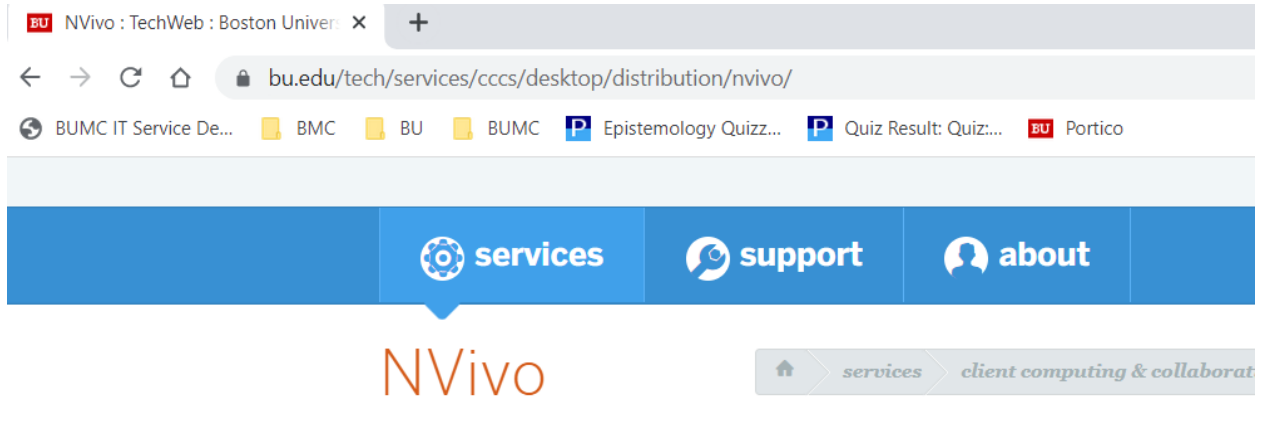 BU NVivo : TechWeb : Boston Univer
bu.edu/tech/services/cccs/desktop/distribution/nvivo/
BUMC IT Service De... BMC BU BUMC P Epistemology Quizz... P Quiz Result: Quiz:... BU Portico
services support about
NVivo services client computing & collaborat